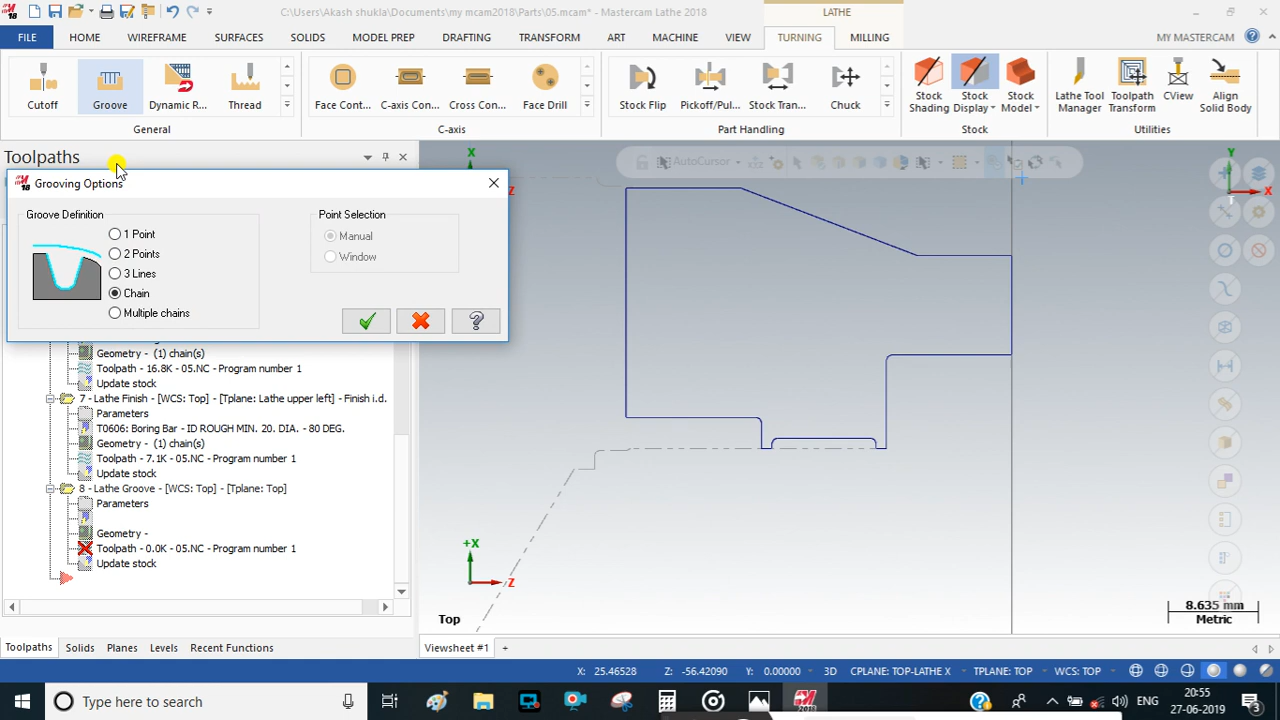 C:\Users\Akash shukla\Documents\my mcam2018\Parts\05.mcam* - Mastercam Lathe 2018
LATHE
FILE HOME WIREFRAME SURFACES SOLIDS MODEL PREP DRAFTING TRANSFORM ART MACHINE VIEW TURNING MILLING MY MASTERCAM
Cutoff Groove Dynamic R... Thread Face Cont... C-axis Con... Cross Con... Face Drill Stock Flip Pickoff/Pul... Stock Tran... Chuck Stock Shading Stock Display Stock Model Lathe Tool Manager Toolpath Transform CView Align Solid Body
General C-axis Part Handling Stock Utilities
Toolpaths
AutoCursor
Grooving Options
Groove Definition
1 Point
2 Points
3 Lines
Chain
Multiple chains
Point Selection
Manual
Window
Geometry - (1) chain(s)
Toolpath - 16.8K - 05.NC - Program number 1
Update stock
7 - Lathe Finish - [WCS: Top] - [Tplane: Lathe upper left] - Finish i.d.
Parameters
T0606: Boring Bar - ID ROUGH MIN. 20. DIA. - 80 DEG.
Geometry - (1) chain(s)
Toolpath - 7.1K - 05.NC - Program number 1
Update stock
8 - Lathe Groove - [WCS: Top] - [Tplane: Top]
Parameters
Geometry -
Toolpath - 0.0K - 05.NC - Program number 1
Update stock
X
Z
Y
X
+X
Z
Top
8.635 mm
Metric
Toolpaths Solids Planes Levels Recent Functions
Viewsheet #1 +
X: 25.46528 Z: -56.42090 Y: 0.00000 3D CPLANE: TOP-LATHE X TPLANE: TOP WCS: TOP
Type here to search
ENG
20:55
27-06-2019
3